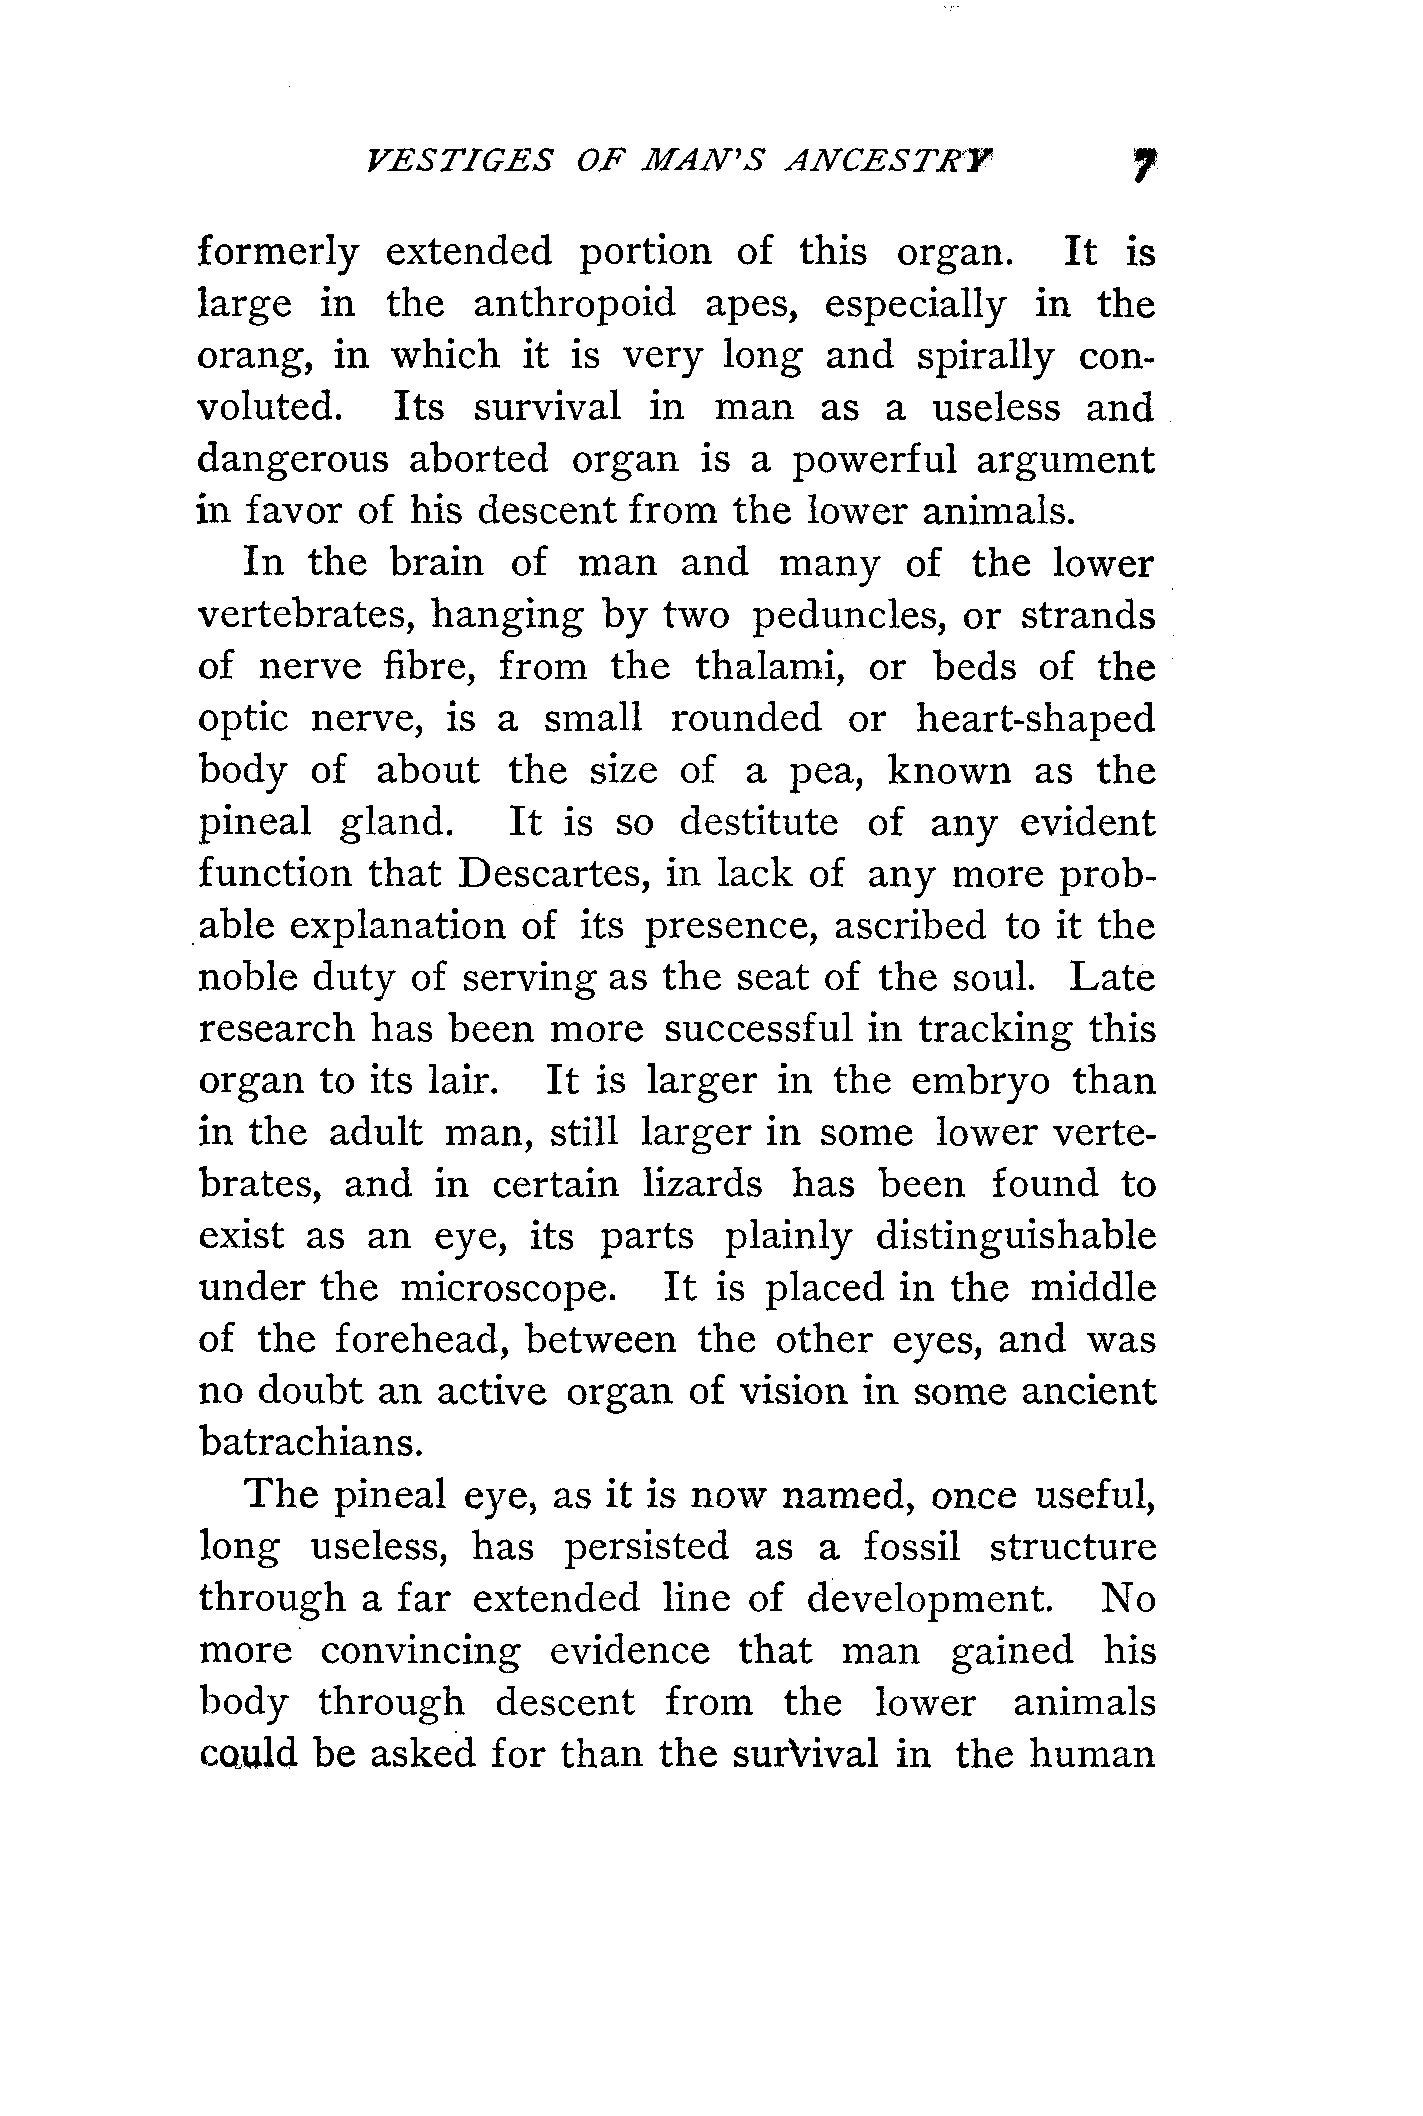 VESTIGES OF MAN'S ANCESTRY 7
formerly extended portion of this organ. It is
large in the anthropoid apes, especially in the
orang, in which it is very long and spirally con-
voluted. Its survival in man as a useless and
dangerous aborted organ is a powerful argument
in favor of his descent from the lower animals.
In the brain of man and many of the lower
vertebrates, hanging by two peduncles, or strands
of nerve fibre, from the thalami, or beds of the
optic nerve, is a small rounded or heart-shaped
body of about the size of a pea, known as the
pineal gland. It is so destitute of any evident
function that Descartes, in lack of any more prob-
able explanation of its presence, ascribed to it the
noble duty of serving as the seat of the soul. Late
research has been more successful in tracking this
organ to its lair. It is larger in the embryo than
in the adult man, still larger in some lower verte-
brates, and in certain lizards has been found to
exist as an eye, its parts plainly distinguishable
under the microscope. It is placed in the middle
of the forehead, between the other eyes, and was
no doubt an active organ of vision in some ancient
batrachians.
The pineal eye, as it is now named, once useful,
long useless, has persisted as a fossil structure
through a far extended line of development. No
more convincing evidence that man gained his
body through descent from the lower animals
could be asked for than the survival in the human